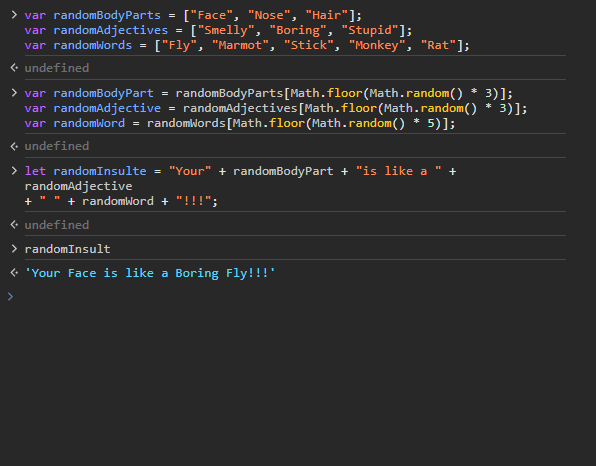 var randomBodyParts = ["Face", "Nose", "Hair"];
var randomAdjectives = ["Smelly", "Boring", "Stupid"];
var randomWords = ["Fly", "Marmot", "Stick", "Monkey", "Rat"];
undefined
var randomBodyPart = randomBodyParts[Math.floor(Math.random() * 3)];
var randomAdjective = randomAdjectives[Math.floor(Math.random() * 3)];
var randomWord = randomWords[Math.floor(Math.random() * 5)];
undefined
let randomInsulte = "Your" + randomBodyPart + "is like a " +
randomAdjective
+ " " + randomWord + "!!!";
undefined
randomInsult
'Your Face is like a Boring Fly!!!'